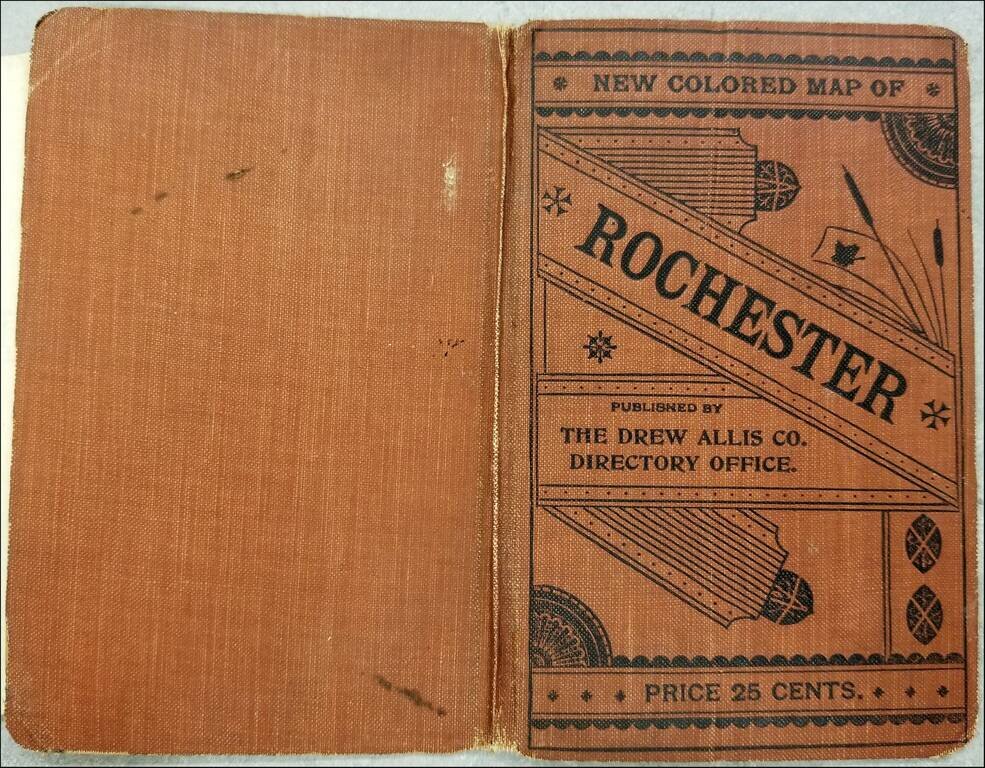 NEW COLORED MAP OF
ROCHESTER
PUBLISHED BY
THE DREW ALLIS CO.
DIRECTORY OFFICE.
PRICE 25 CENTS.